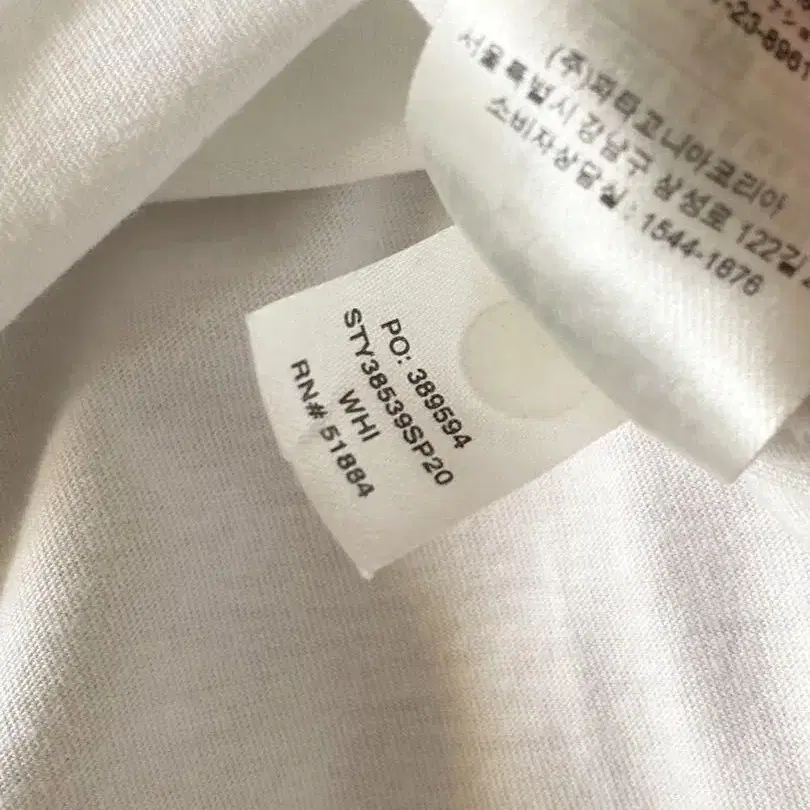 -23-8961
(주)파타고니아코리아
서울특별시 강남구 삼성로 122길
소비자상담실 : 1544-1676
PO: 389594
STY38539SP20
WHI
RN# 51884